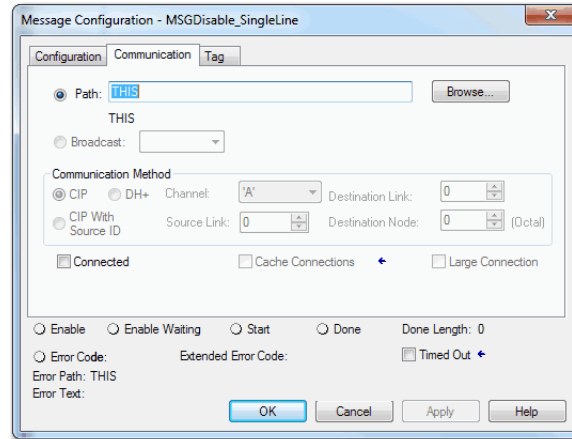 Message Configuration - MSGDisable_SingleLine
Configuration Communication Tag
Path: THIS Browse...
THIS
Broadcast:
Communication Method
CIP DH+ Channel: 'A' Destination Link: 0
CIP With Source ID Source Link: 0 Destination Node: 0 (Octal)
Connected Cache Connections Large Connection
Enable Enable Waiting Start Done Done Length: 0
Error Code: Extended Error Code: Timed Out
Error Path: THIS
Error Text:
OK Cancel Apply Help